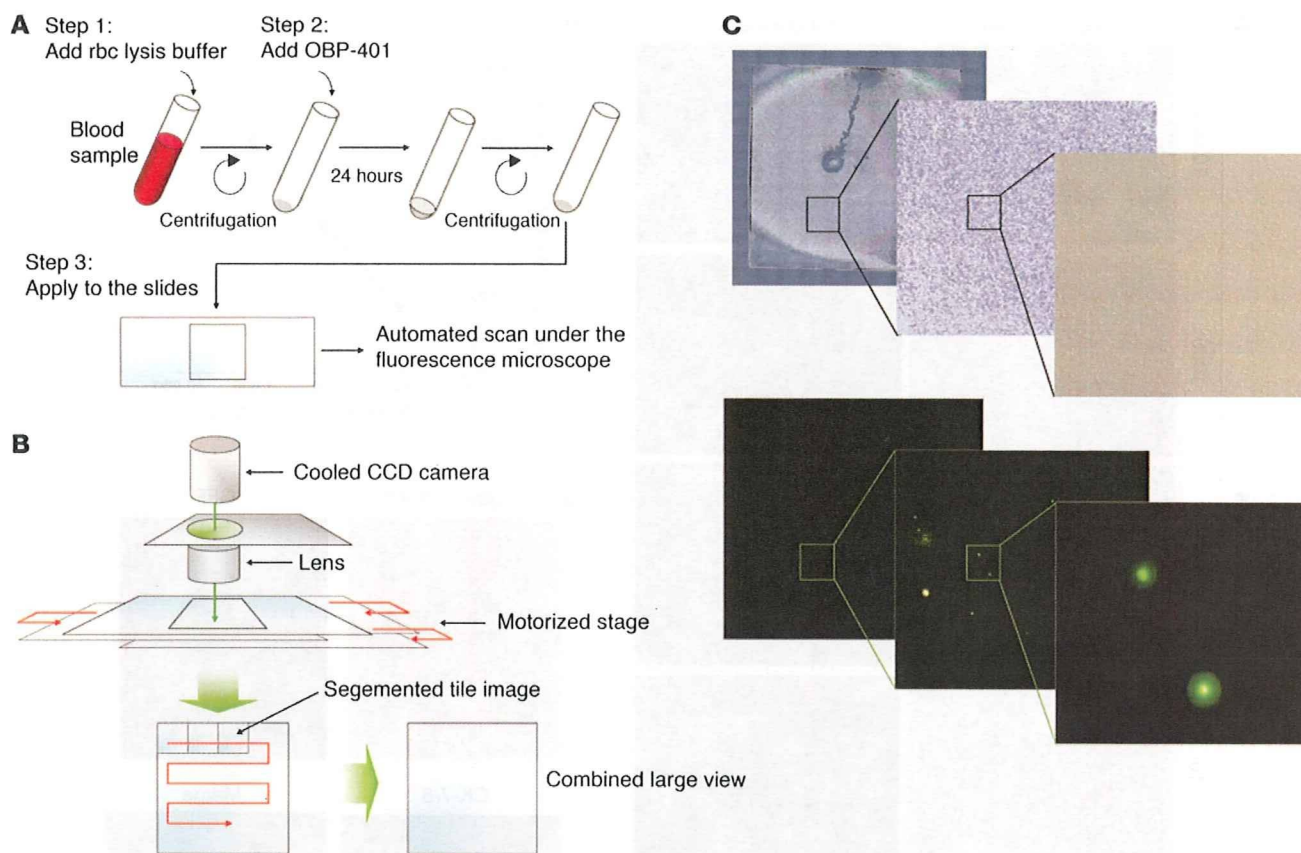 A
Step 1:
Add rbc lysis buffer
Step 2:
Add OBP-401
Blood
sample
Centrifugation
24 hours
Centrifugation
Step 3:
Apply to the slides
Automated scan under the
fluorescence microscope
B
Cooled CCD camera
Lens
Motorized stage
Segemented tile image
Combined large view
C